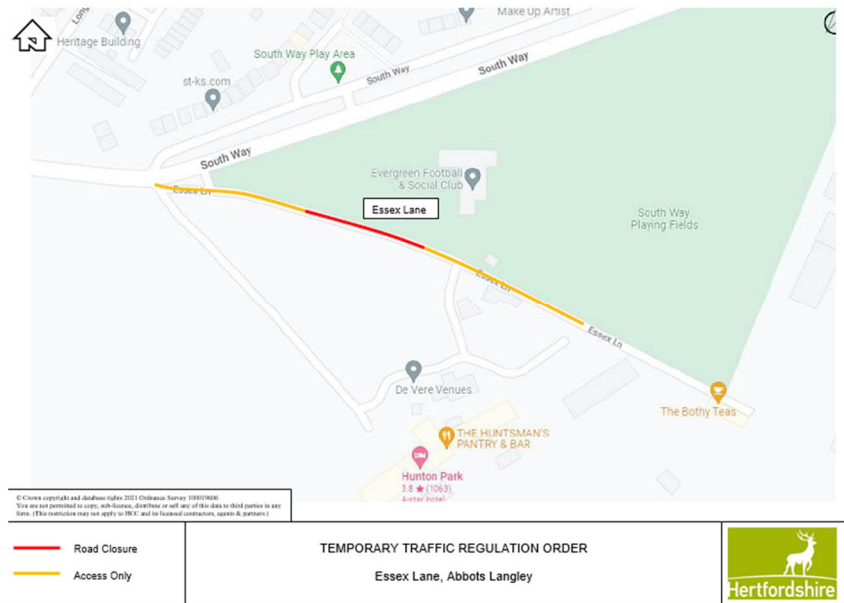 Make Up Artist
Long
Heritage Building
South Way Play Area
South Way
South Way
st-ks.com
South Way
Evergreen Football
& Social Club
Essex Ln
Essex Lane
South Way
Playing Fields
Essex Ln
Essex Ln
De Vere Venues
The Bothy Teas
THE HUNTSMAN'S
PANTRY & BAR
Hunton Park
3.8 ★ (1063)
4-star hotel
© Crown copyright and database rights 2021 Ordnance Survey 100019606
You are not permitted to copy, sub-licence, distribute or sell any of this data to third parties in any
form. (This restriction may not apply to HCC and its licensed contractors, agents & partners.)
Road Closure
Access Only
TEMPORARY TRAFFIC REGULATION ORDER
Essex Lane, Abbots Langley
Hertfordshire